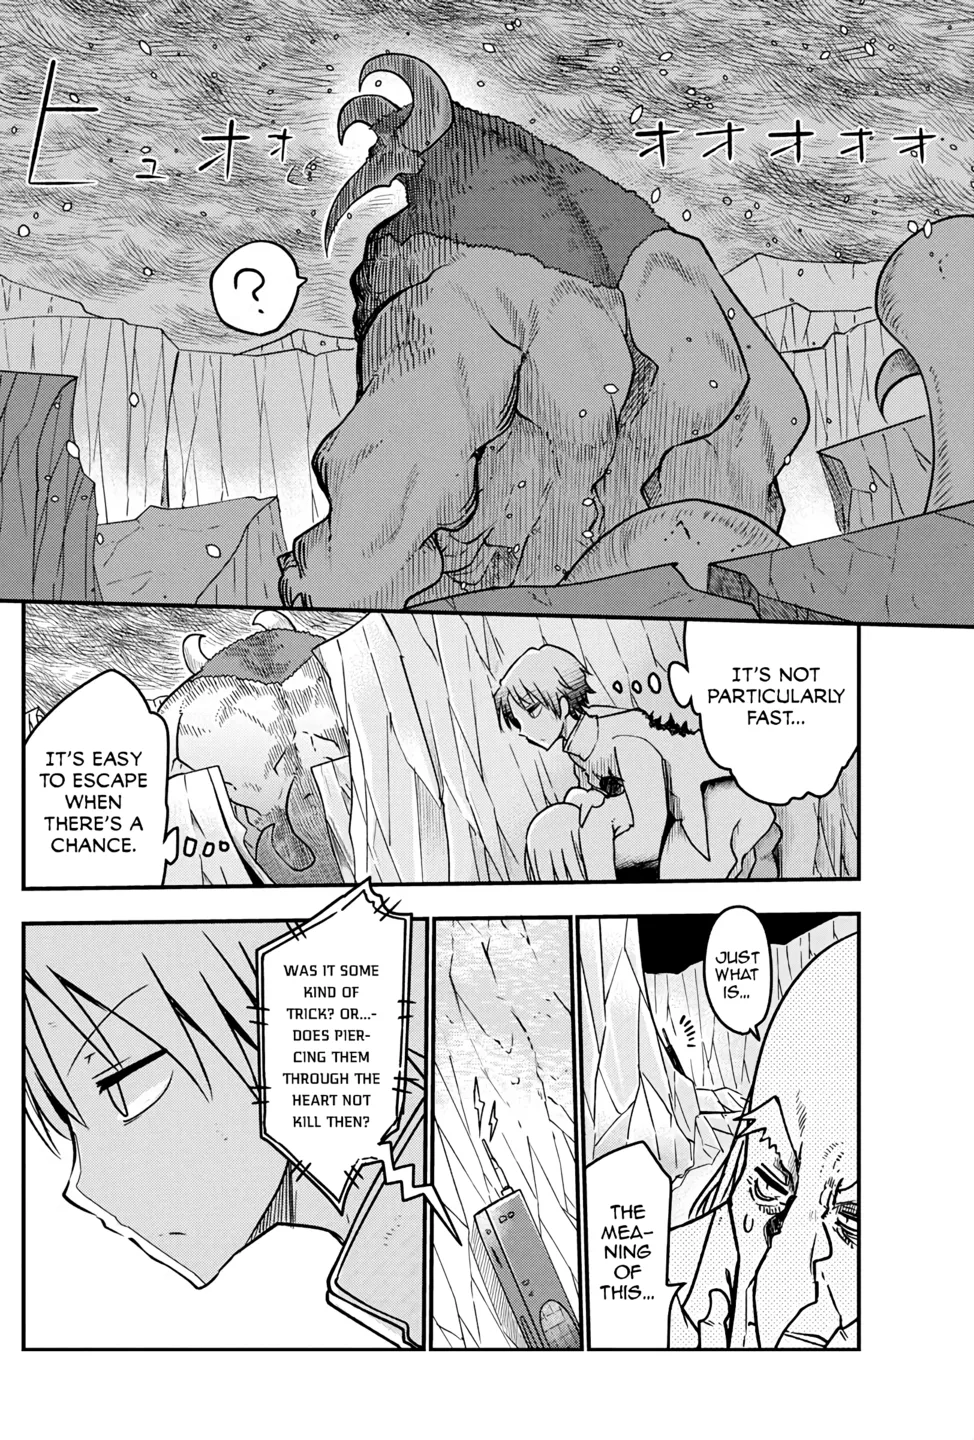 ヒュオオ
オオオオオ
?
IT'S NOT
PARTICULARLY
FAST...
IT'S EASY
TO ESCAPE
WHEN
THERE'S A
CHANCE.
JUST
WHAT
IS...
THE
MEA-
NING
OF
THIS...
WAS IT SOME
KIND OF
TRICK? OR...-
DOES PIER-
CING THEM
THROUGH THE
HEART NOT
KILL THEN?